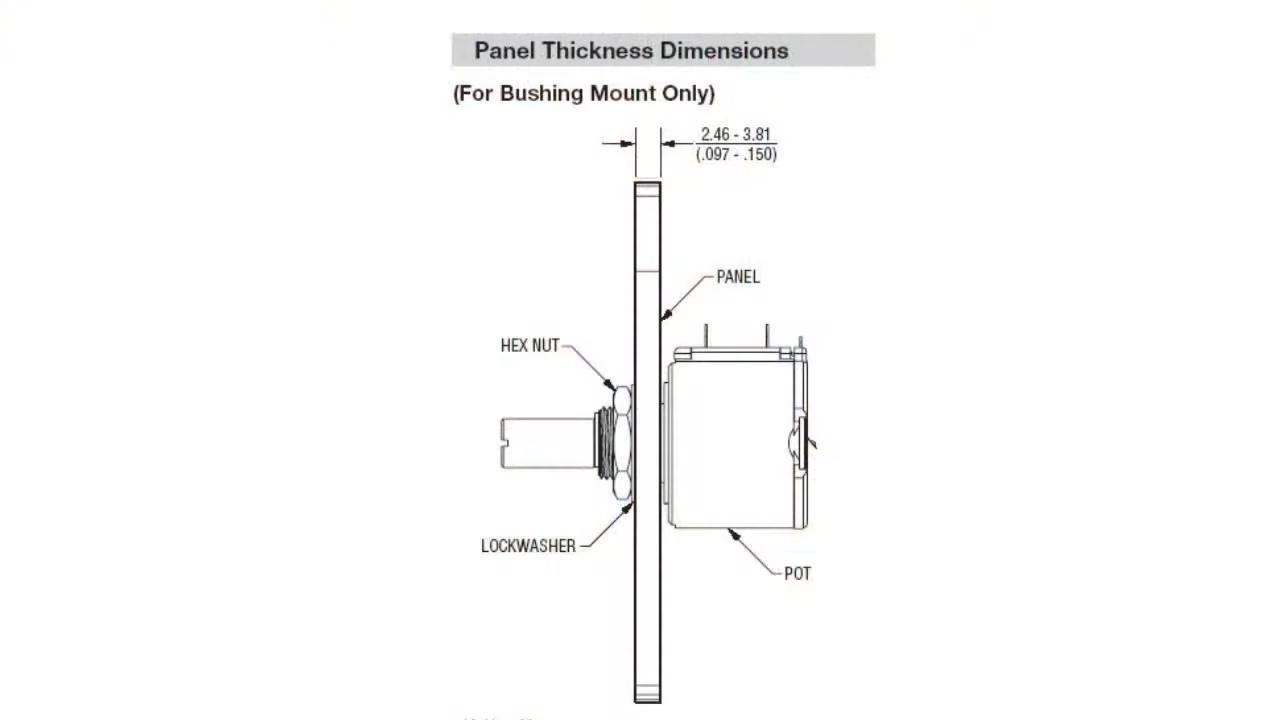 Panel Thickness Dimensions
(For Bushing Mount Only)
2.46 - 3.81
(.097 - .150)
PANEL
HEX NUT
LOCKWASHER
POT